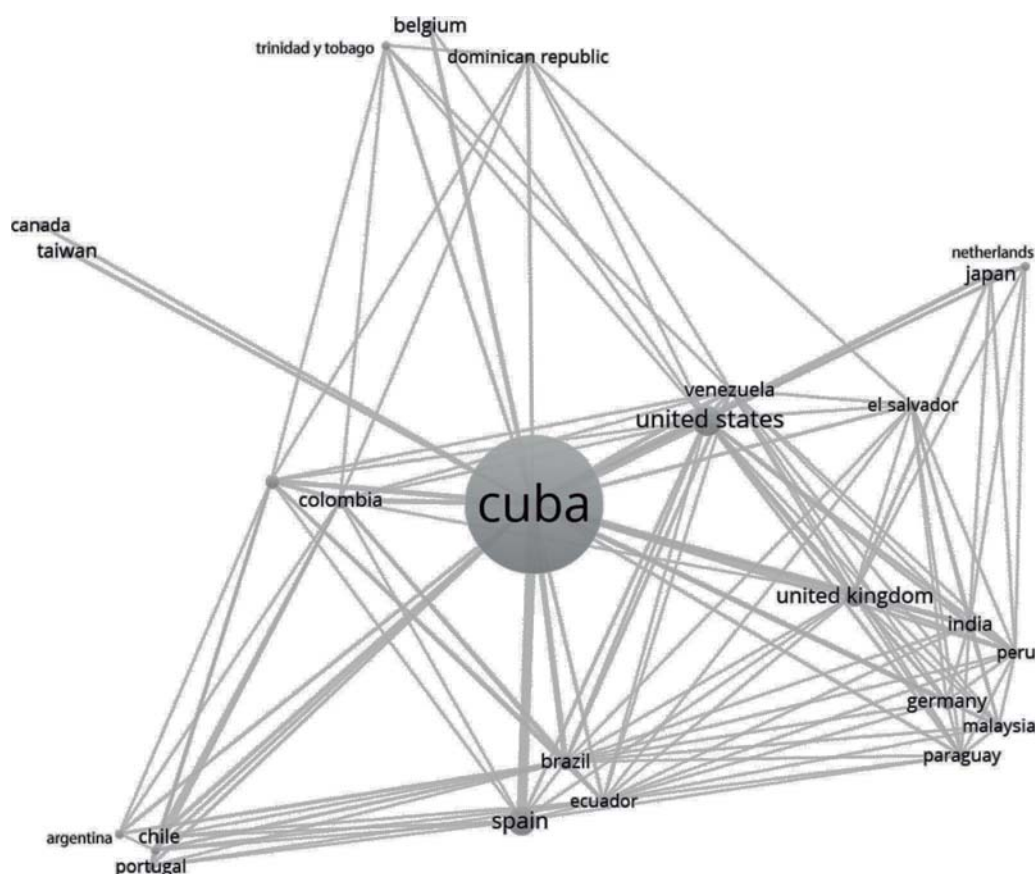 belgium
trinidad y tobago
dominican republic
canada
taiwan
netherlands
japan
venezuela
el salvador
united states
colombia
cuba
united kingdom
india
peru
germany
malaysia
paraguay
brazil
ecuador
spain
argentina
chile
portugal